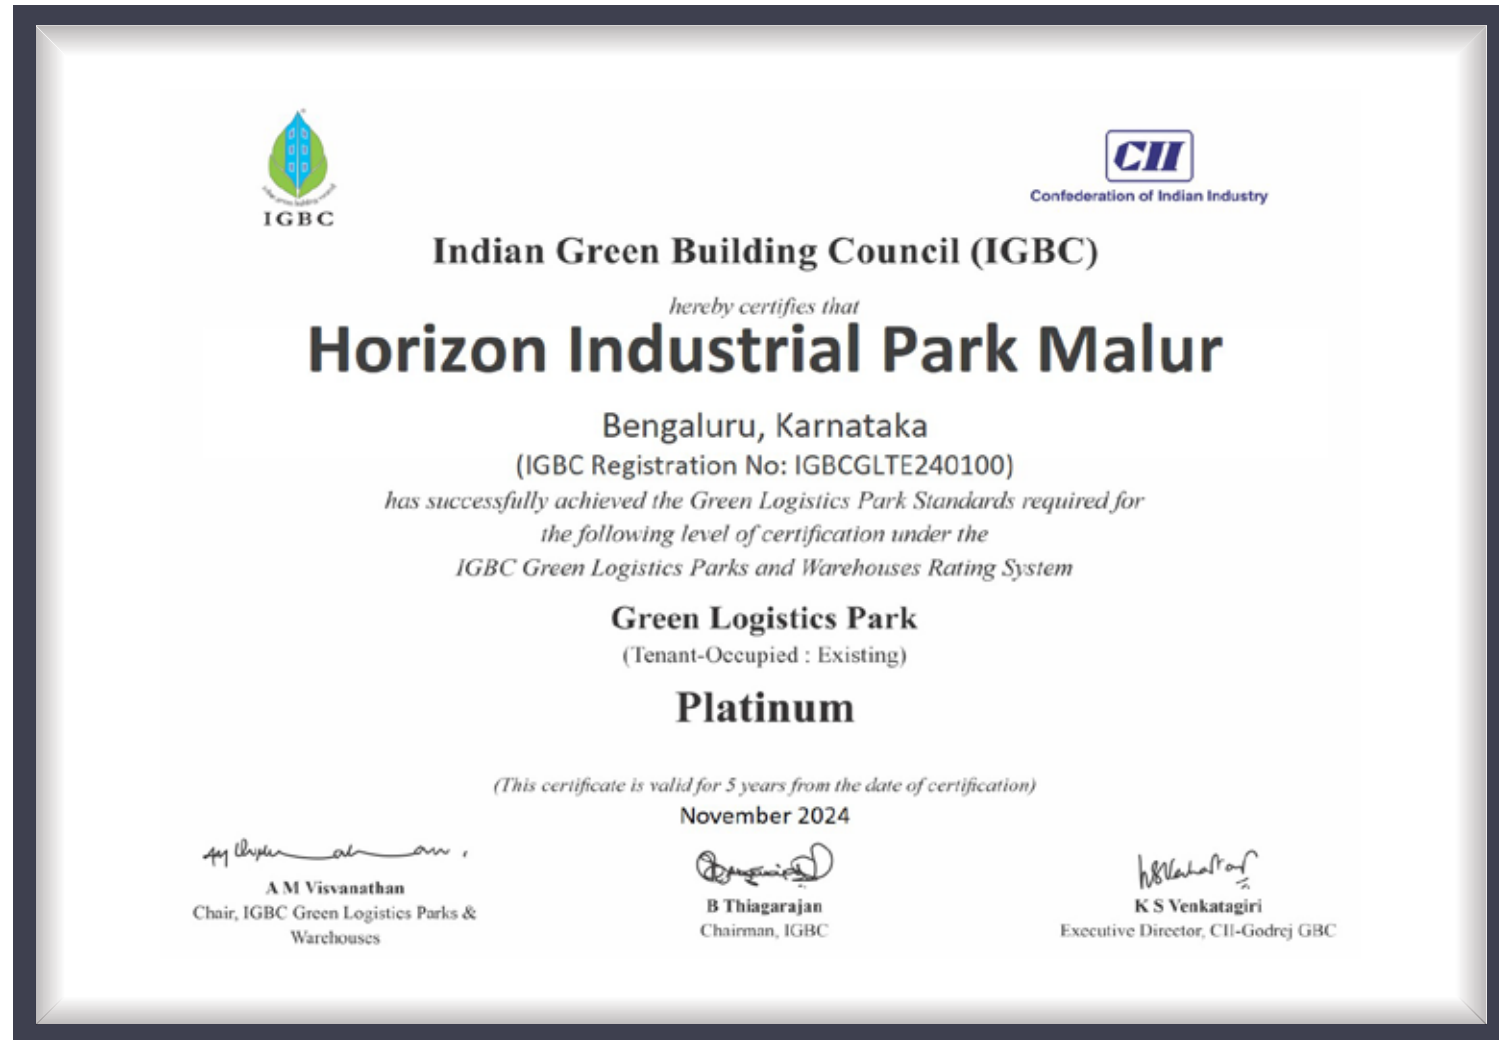 IGBC
CII
Confederation of Indian Industry
Indian Green Building Council (IGBC)
hereby certifies that
Horizon Industrial Park Malur
Bengaluru, Karnataka
(IGBC Registration No: IGBCGLTE240100)
has successfully achieved the Green Logistics Park Standards required for
the following level of certification under the
IGBC Green Logistics Parks and Warehouses Rating System
Green Logistics Park
(Tenant-Occupied : Existing)
Platinum
(This certificate is valid for 5 years from the date of certification)
November 2024
A M Visvanathan
Chair, IGBC Green Logistics Parks &
Warehouses
B Thiagarajan
Chairman, IGBC
K S Venkatagiri
Executive Director, CII-Godrej GBC